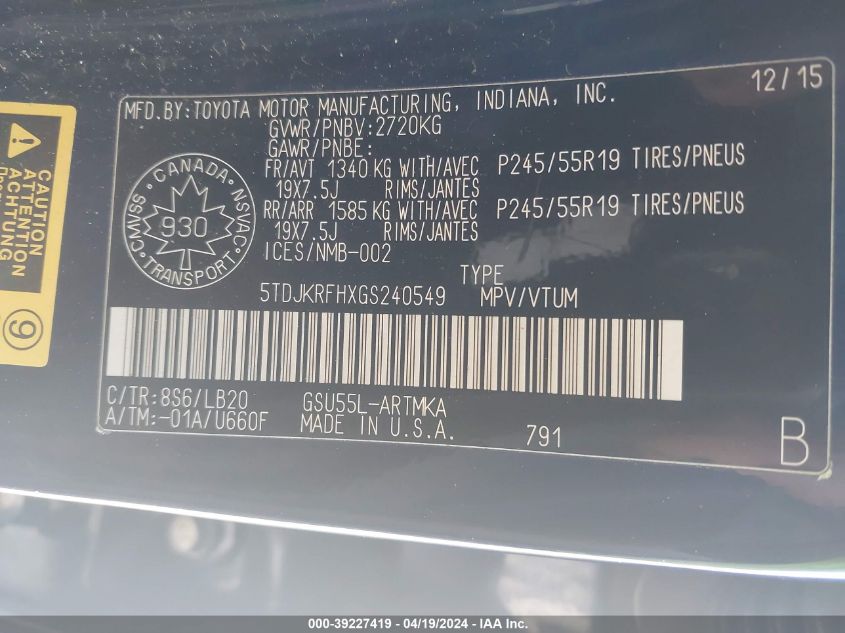 12/15
MFD.BY:TOYOTA MOTOR MANUFACTURING, INDIANA, INC.
GVWR/PNBV:2720KG
GAWR/PNBE:
FR/AVT 1340 KG WITH/AVEC P245/55R19 TIRES/PNEUS
19X7.5J RIMS/JANTES
RR/ARR 1585 KG WITH/AVEC P245/55R19 TIRES/PNEUS
19X7.5J RIMS/JANTES
ICES/NMB-002
CANADA
CMVSS NSVAC
930
TRANSPORT
TYPE
5TDJKRFHXGS240549 MPV/VTUM
C/TR:8S6/LB20 GSU55L-ARTMKA
A/TM:-01A/U660F MADE IN U.S.A. 791
B
CAUTION
ATTENTION
ACHTUNG
9
000-39227419 - 04/19/2024 - IAA Inc.